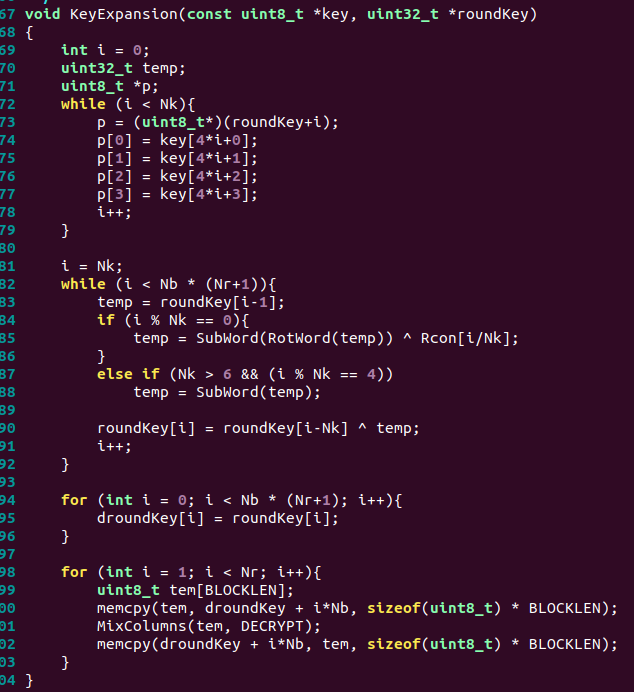 67 void KeyExpansion(const uint8_t *key, uint32_t *roundKey)
68 {
69     int i = 0;
70     uint32_t temp;
71     uint8_t *p;
72     while (i < Nk){
73         p = (uint8_t*)(roundKey+i);
74         p[0] = key[4*i+0];
75         p[1] = key[4*i+1];
76         p[2] = key[4*i+2];
77         p[3] = key[4*i+3];
78         i++;
79     }
80
81     i = Nk;
82     while (i < Nb * (Nr+1)){
83         temp = roundKey[i-1];
84         if (i % Nk == 0){
85             temp = SubWord(RotWord(temp)) ^ Rcon[i/Nk];
86         }
87         else if (Nk > 6 && (i % Nk == 4))
88             temp = SubWord(temp);
89
90         roundKey[i] = roundKey[i-Nk] ^ temp;
91         i++;
92     }
93
94     for (int i = 0; i < Nb * (Nr+1); i++){
95         droundKey[i] = roundKey[i];
96     }
97
98     for (int i = 1; i < Nr; i++){
99         uint8_t tem[BLOCKLEN];
00         memcpy(tem, droundKey + i*Nb, sizeof(uint8_t) * BLOCKLEN);
01         MixColumns(tem, DECRYPT);
02         memcpy(droundKey + i*Nb, tem, sizeof(uint8_t) * BLOCKLEN);
03     }
04 }